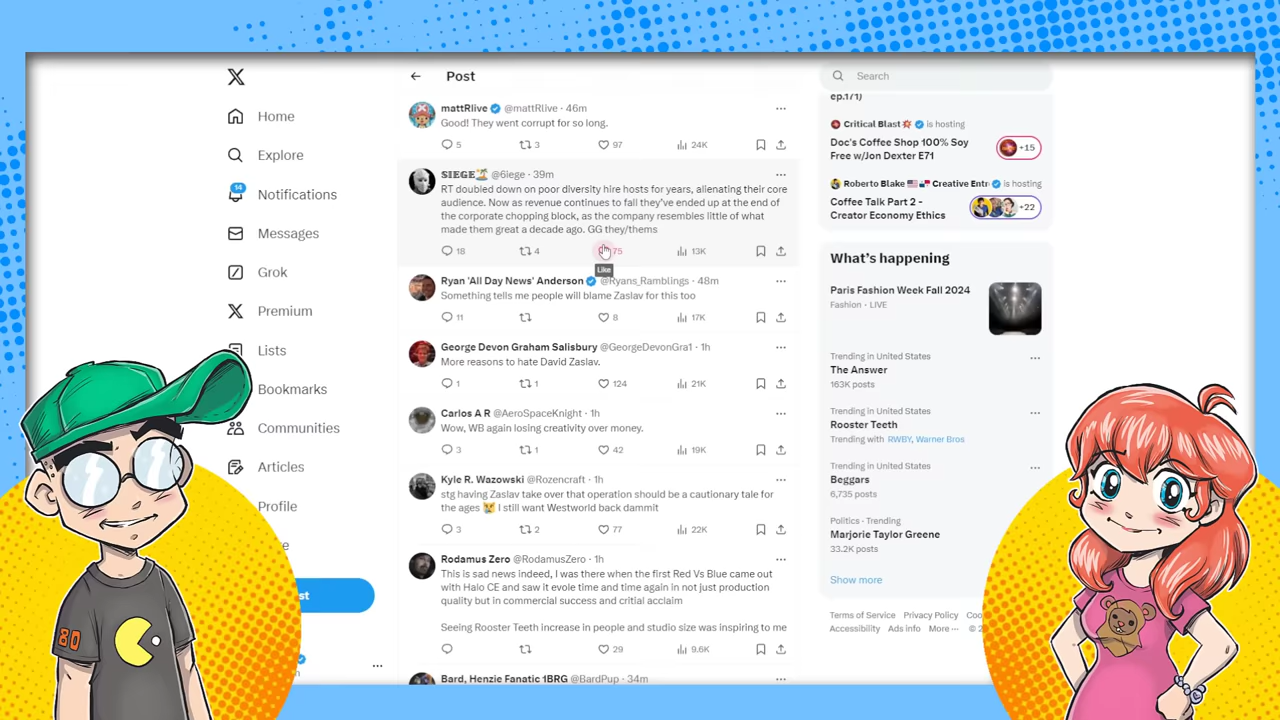 Home
Explore
14
Notifications
Messages
Grok
Premium
Lists
Bookmarks
Communities
Articles
Profile
80
Post
mattRlive @mattRlive · 46m
Good! They went corrupt for so long.
5 3 97 24K
SIEGE @6iege · 39m
RT doubled down on poor diversity hire hosts for years, alienating their core
audience. Now as revenue continues to fall they've ended up at the end of
the corporate chopping block, as the company resembles little of what
made them great a decade ago. GG they/thems
18 4 75 13K
Like
Ryan 'All Day News' Anderson @Ryans_Ramblings · 48m
Something tells me people will blame Zaslav for this too
11 8 17K
George Devon Graham Salisbury @GeorgeDevonGra1 · 1h
More reasons to hate David Zaslav.
1 1 124 21K
Carlos A R @AeroSpaceKnight · 1h
Wow, WB again losing creativity over money.
3 1 42 19K
Kyle R. Wazowski @Rozencraft · 1h
stg having Zaslav take over that operation should be a cautionary tale for
the ages I still want Westworld back dammit
3 2 77 22K
Rodamus Zero @RodamusZero · 1h
This is sad news indeed, I was there when the first Red Vs Blue came out
with Halo CE and saw it evole time and time again in not just production
quality but in commercial success and critial acclaim
Seeing Rooster Teeth increase in people and studio size was inspiring to me
29 9.6K
Bard, Henzie Fanatic 1BRG @BardPup · 34m
Search
ep.171)
Critical Blast is hosting
Doc's Coffee Shop 100% Soy
Free w/Jon Dexter E71
+15
Roberto Blake Creative Entr is hosting
Coffee Talk Part 2 -
Creator Economy Ethics
+22
What's happening
Paris Fashion Week Fall 2024
Fashion · LIVE
Trending in United States
The Answer
163K posts
Trending in United States
Rooster Teeth
Trending with RWBY, Warner Bros
Trending in United States
Beggars
6,735 posts
Politics · Trending
Marjorie Taylor Greene
33.2K posts
Show more
Terms of Service Privacy Policy
Accessibility Ads info More ···